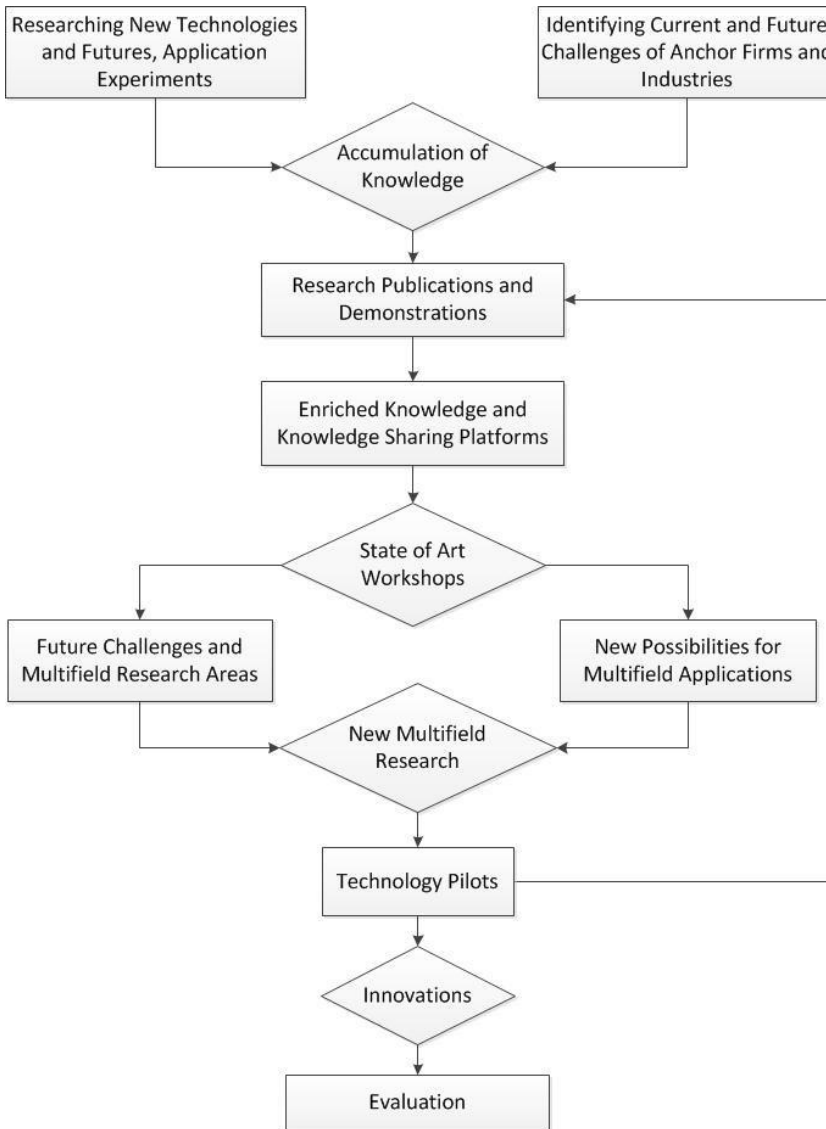 Researching New Technologies
and Futures, Application
Experiments
Identifying Current and Future
Challenges of Anchor Firms and
Industries
Accumulation of
Knowledge
Research Publications and
Demonstrations
Enriched Knowledge and
Knowledge Sharing Platforms
State of Art
Workshops
Future Challenges and
Multifield Research Areas
New Possibilities for
Multifield Applications
New Multifield
Research
Technology Pilots
Innovations
Evaluation